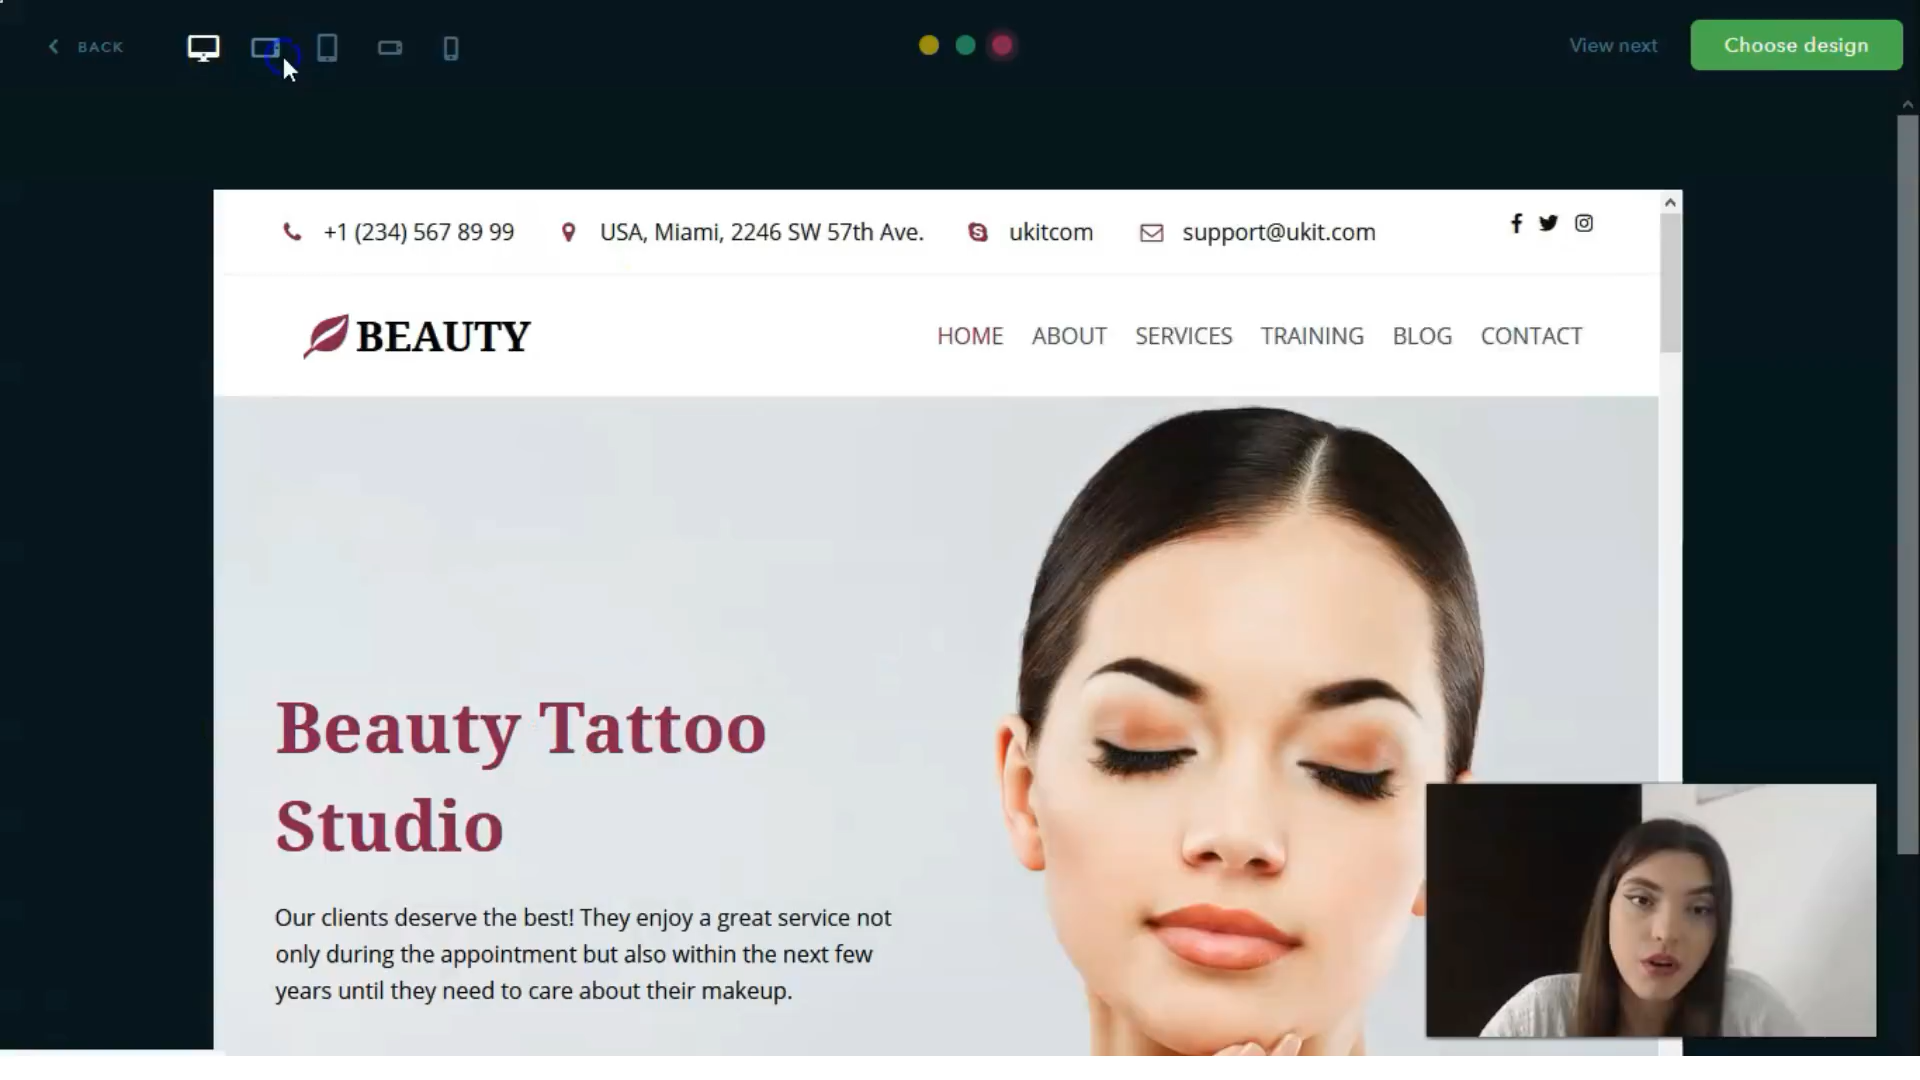 BACK
View next
Choose design
+1 (234) 567 89 99
USA, Miami, 2246 SW 57th Ave.
ukitcom
support@ukit.com
BEAUTY
HOME
ABOUT
SERVICES
TRAINING
BLOG
CONTACT
Beauty Tattoo
Studio
Our clients deserve the best! They enjoy a great service not
only during the appointment but also within the next few
years until they need to care about their makeup.